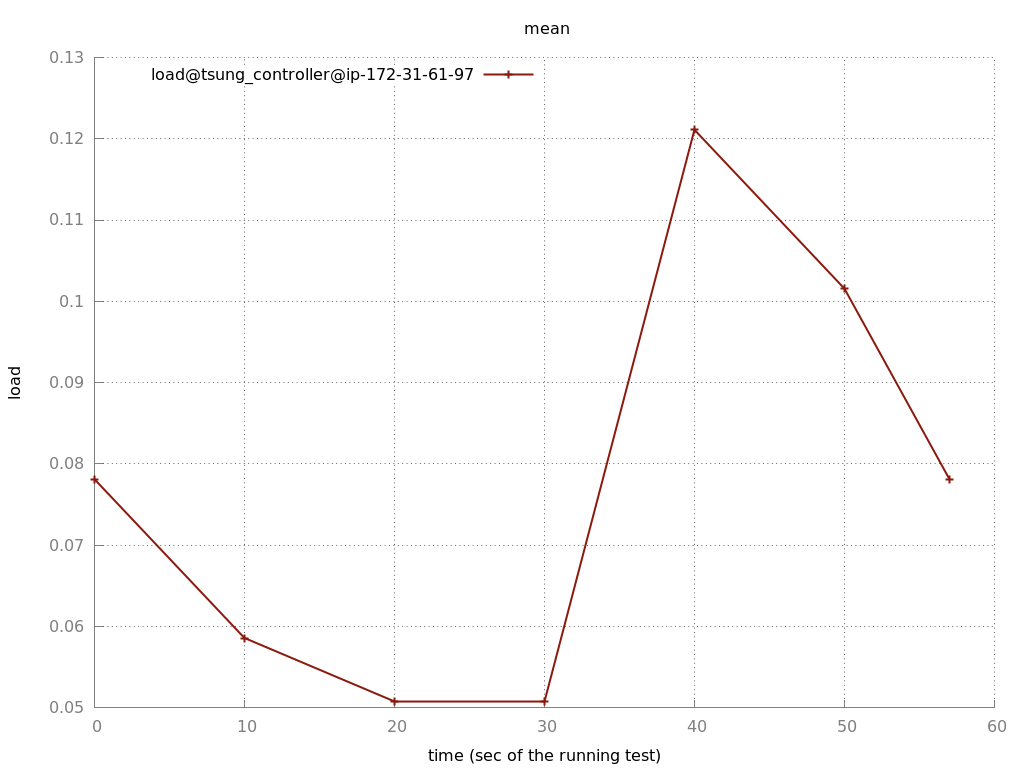 mean
load@tsung_controller@ip-172-31-61-97
0.13
0.12
0.11
0.1
0.09
0.08
0.07
0.06
0.05
load
0 10 20 30 40 50 60
time (sec of the running test)